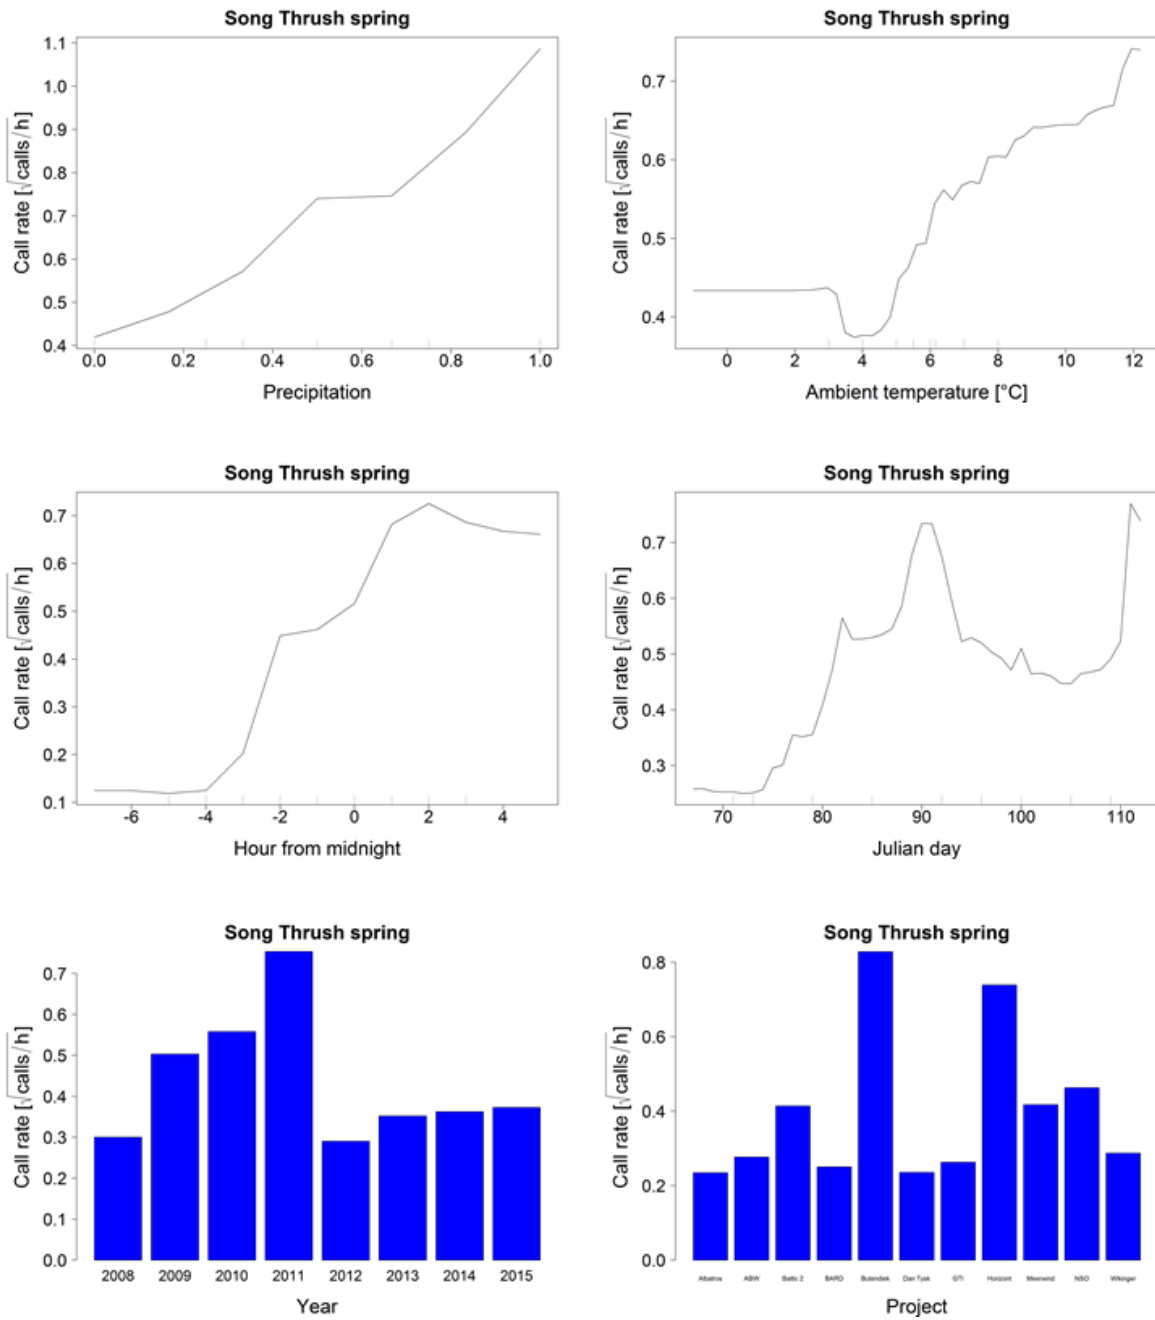 Song Thrush spring
Call rate [√calls/h]
1.1
1.0
0.9
0.8
0.7
0.6
0.5
0.4
0.0 0.2 0.4 0.6 0.8 1.0
Precipitation
Song Thrush spring
Call rate [√calls/h]
0.7
0.6
0.5
0.4
0 2 4 6 8 10 12
Ambient temperature [°C]
Song Thrush spring
Call rate [√calls/h]
0.7
0.6
0.5
0.4
0.3
0.2
0.1
-6 -4 -2 0 2 4
Hour from midnight
Song Thrush spring
Call rate [√calls/h]
0.7
0.6
0.5
0.4
0.3
70 80 90 100 110
Julian day
Song Thrush spring
Call rate [√calls/h]
0.7
0.6
0.5
0.4
0.3
0.2
0.1
0.0
2008 2009 2010 2011 2012 2013 2014 2015
Year
Song Thrush spring
Call rate [√calls/h]
0.8
0.6
0.4
0.2
0.0
Albatros ABW Baltic 2 BARD Butendiek Dan Tysk GTI Horizont Meerwind NSO Wikinger
Project